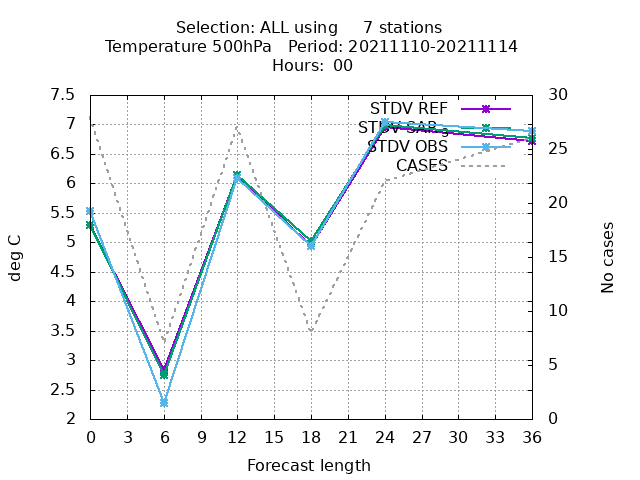 Selection: ALL using 7 stations
Temperature 500hPa Period: 20211110-20211114
Hours: 00
7.5
7
6.5
6
5.5
5
4.5
4
3.5
3
2.5
2
deg C
STDV REF
STDV OBS
CASES
30
25
20
15
10
5
0
No cases
0 3 6 9 12 15 18 21 24 27 30 33 36
Forecast length